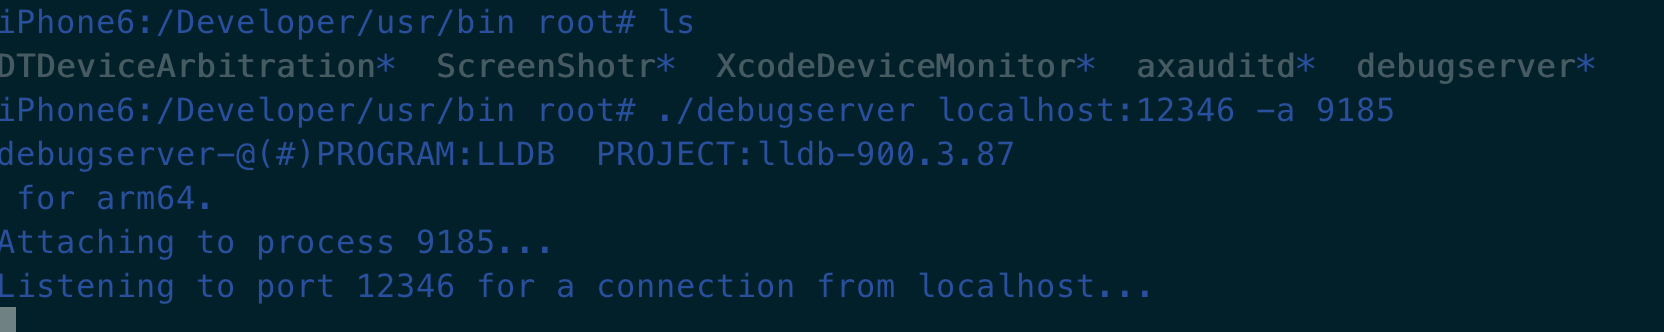 iPhone6:/Developer/usr/bin root# ls
DTDeviceArbitration*  ScreenShotr*  XcodeDeviceMonitor*  axauditd*  debugserver*
iPhone6:/Developer/usr/bin root# ./debugserver localhost:12346 -a 9185
debugserver-@(#)PROGRAM:LLDB  PROJECT:lldb-900.3.87
 for arm64.
Attaching to process 9185...
Listening to port 12346 for a connection from localhost...